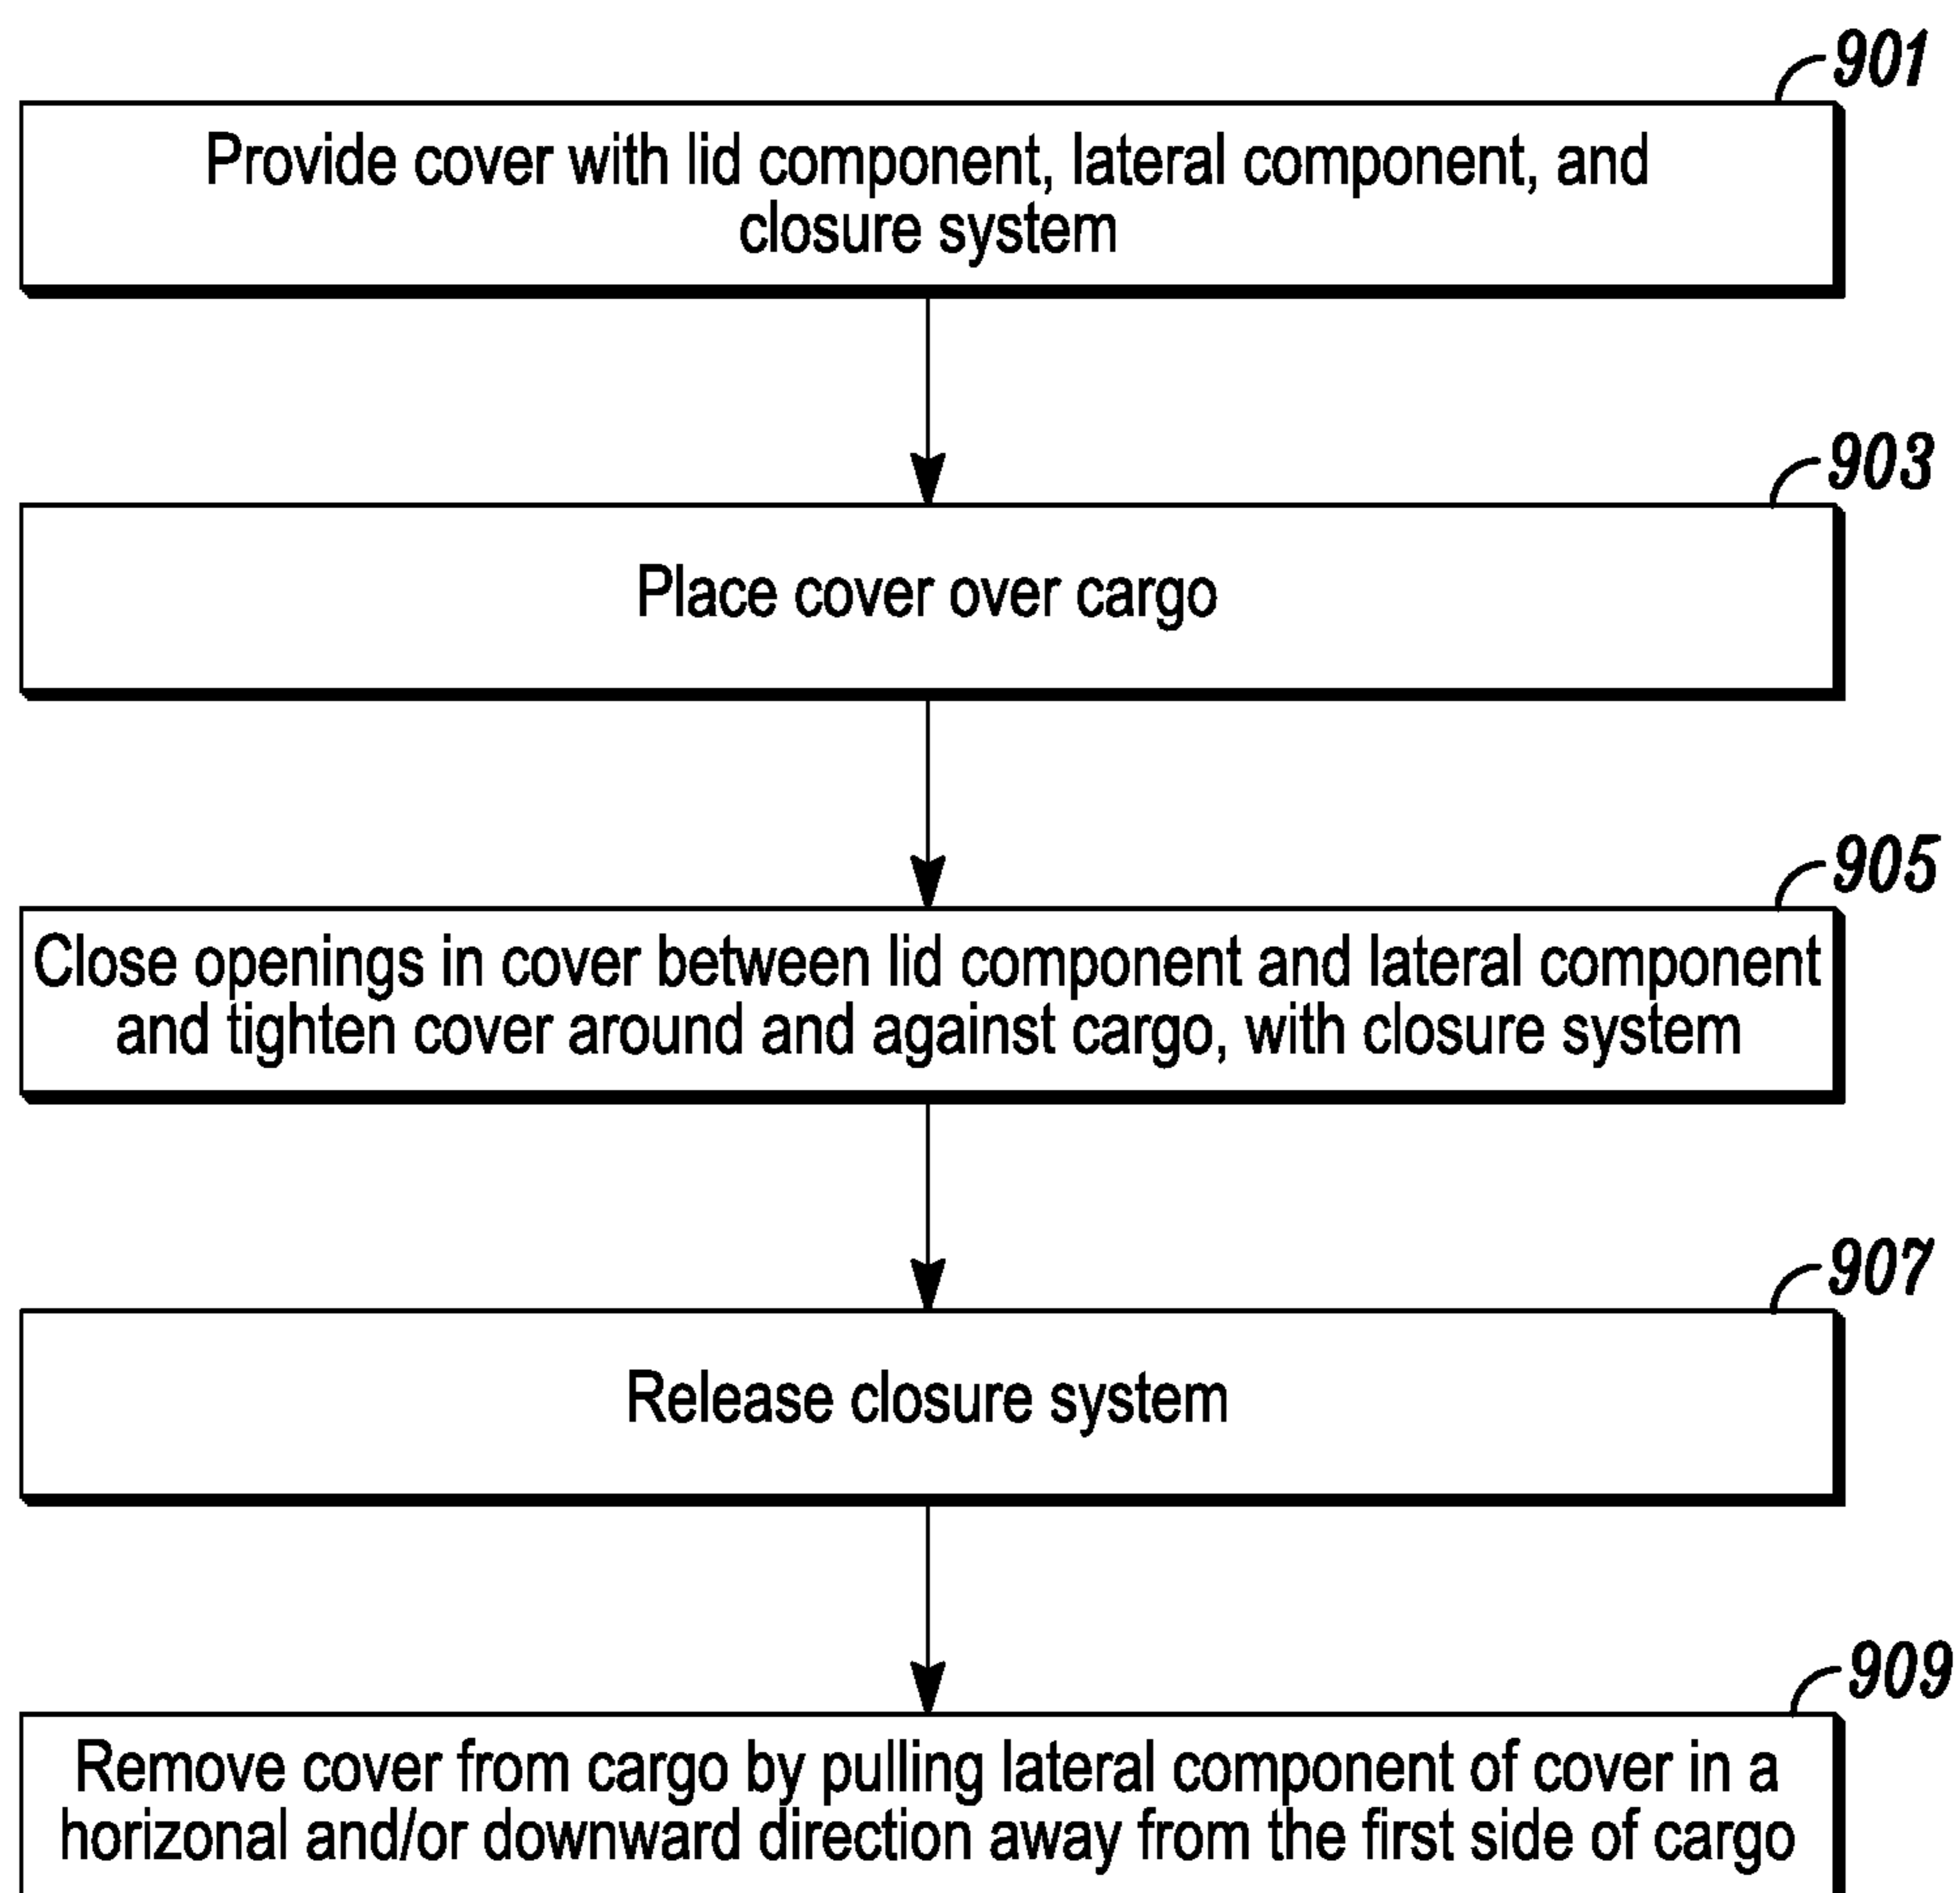 901
Provide cover with lid component, lateral component, and
closure system
903
Place cover over cargo
905
Close openings in cover between lid component and lateral component
and tighten cover around and against cargo, with closure system
907
Release closure system
909
Remove cover from cargo by pulling lateral component of cover in a
horizonal and/or downward direction away from the first side of cargo